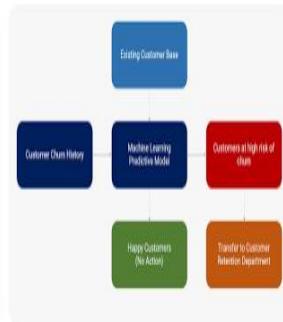 Existing Customer Base
Customer Churn History
Machine Learning
Predictive Model
Customers at high risk of
churn
Happy Customers
(No Action)
Transfer to Customer
Retention Department